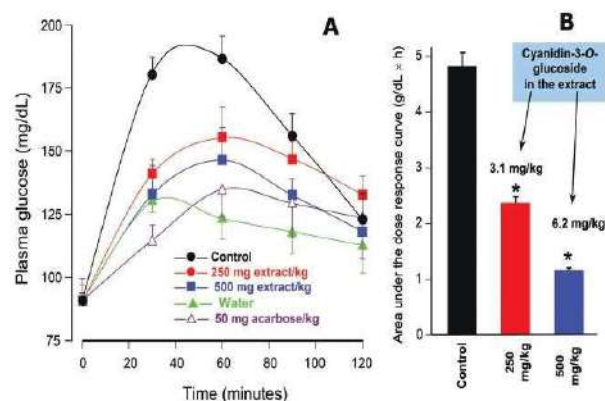 A
Plasma glucose (mg/dL)
200
175
150
125
100
75
Control
250 mg extract/kg
500 mg extract/kg
Water
50 mg acarbose/kg
0
20
40
60
80
100
120
Time (minutes)
B
Area under the dose response curve (g/dL × h)
5
4
3
2
1
0
Cyanidin-3-O-
glucoside
in the extract
3.1 mg/kg
*
6.2 mg/kg
*
Control
250
mg/kg
500
mg/kg